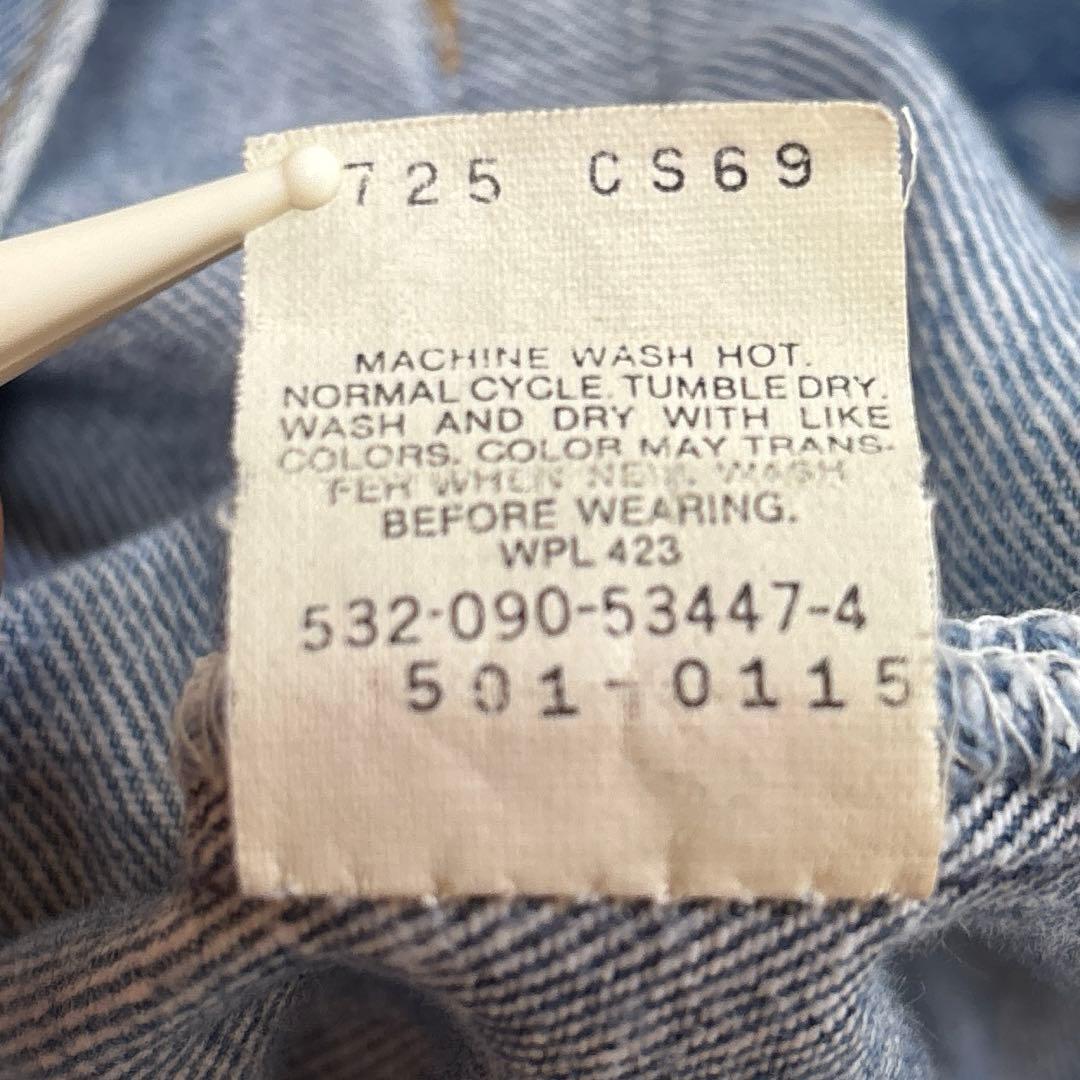 725 CS69
MACHINE WASH HOT.
NORMAL CYCLE. TUMBLE DRY.
WASH AND DRY WITH LIKE
COLORS. COLOR MAY TRANS-
FER WHEN NEW. WASH
BEFORE WEARING.
WPL 423
532-090-53447-4
501-0115